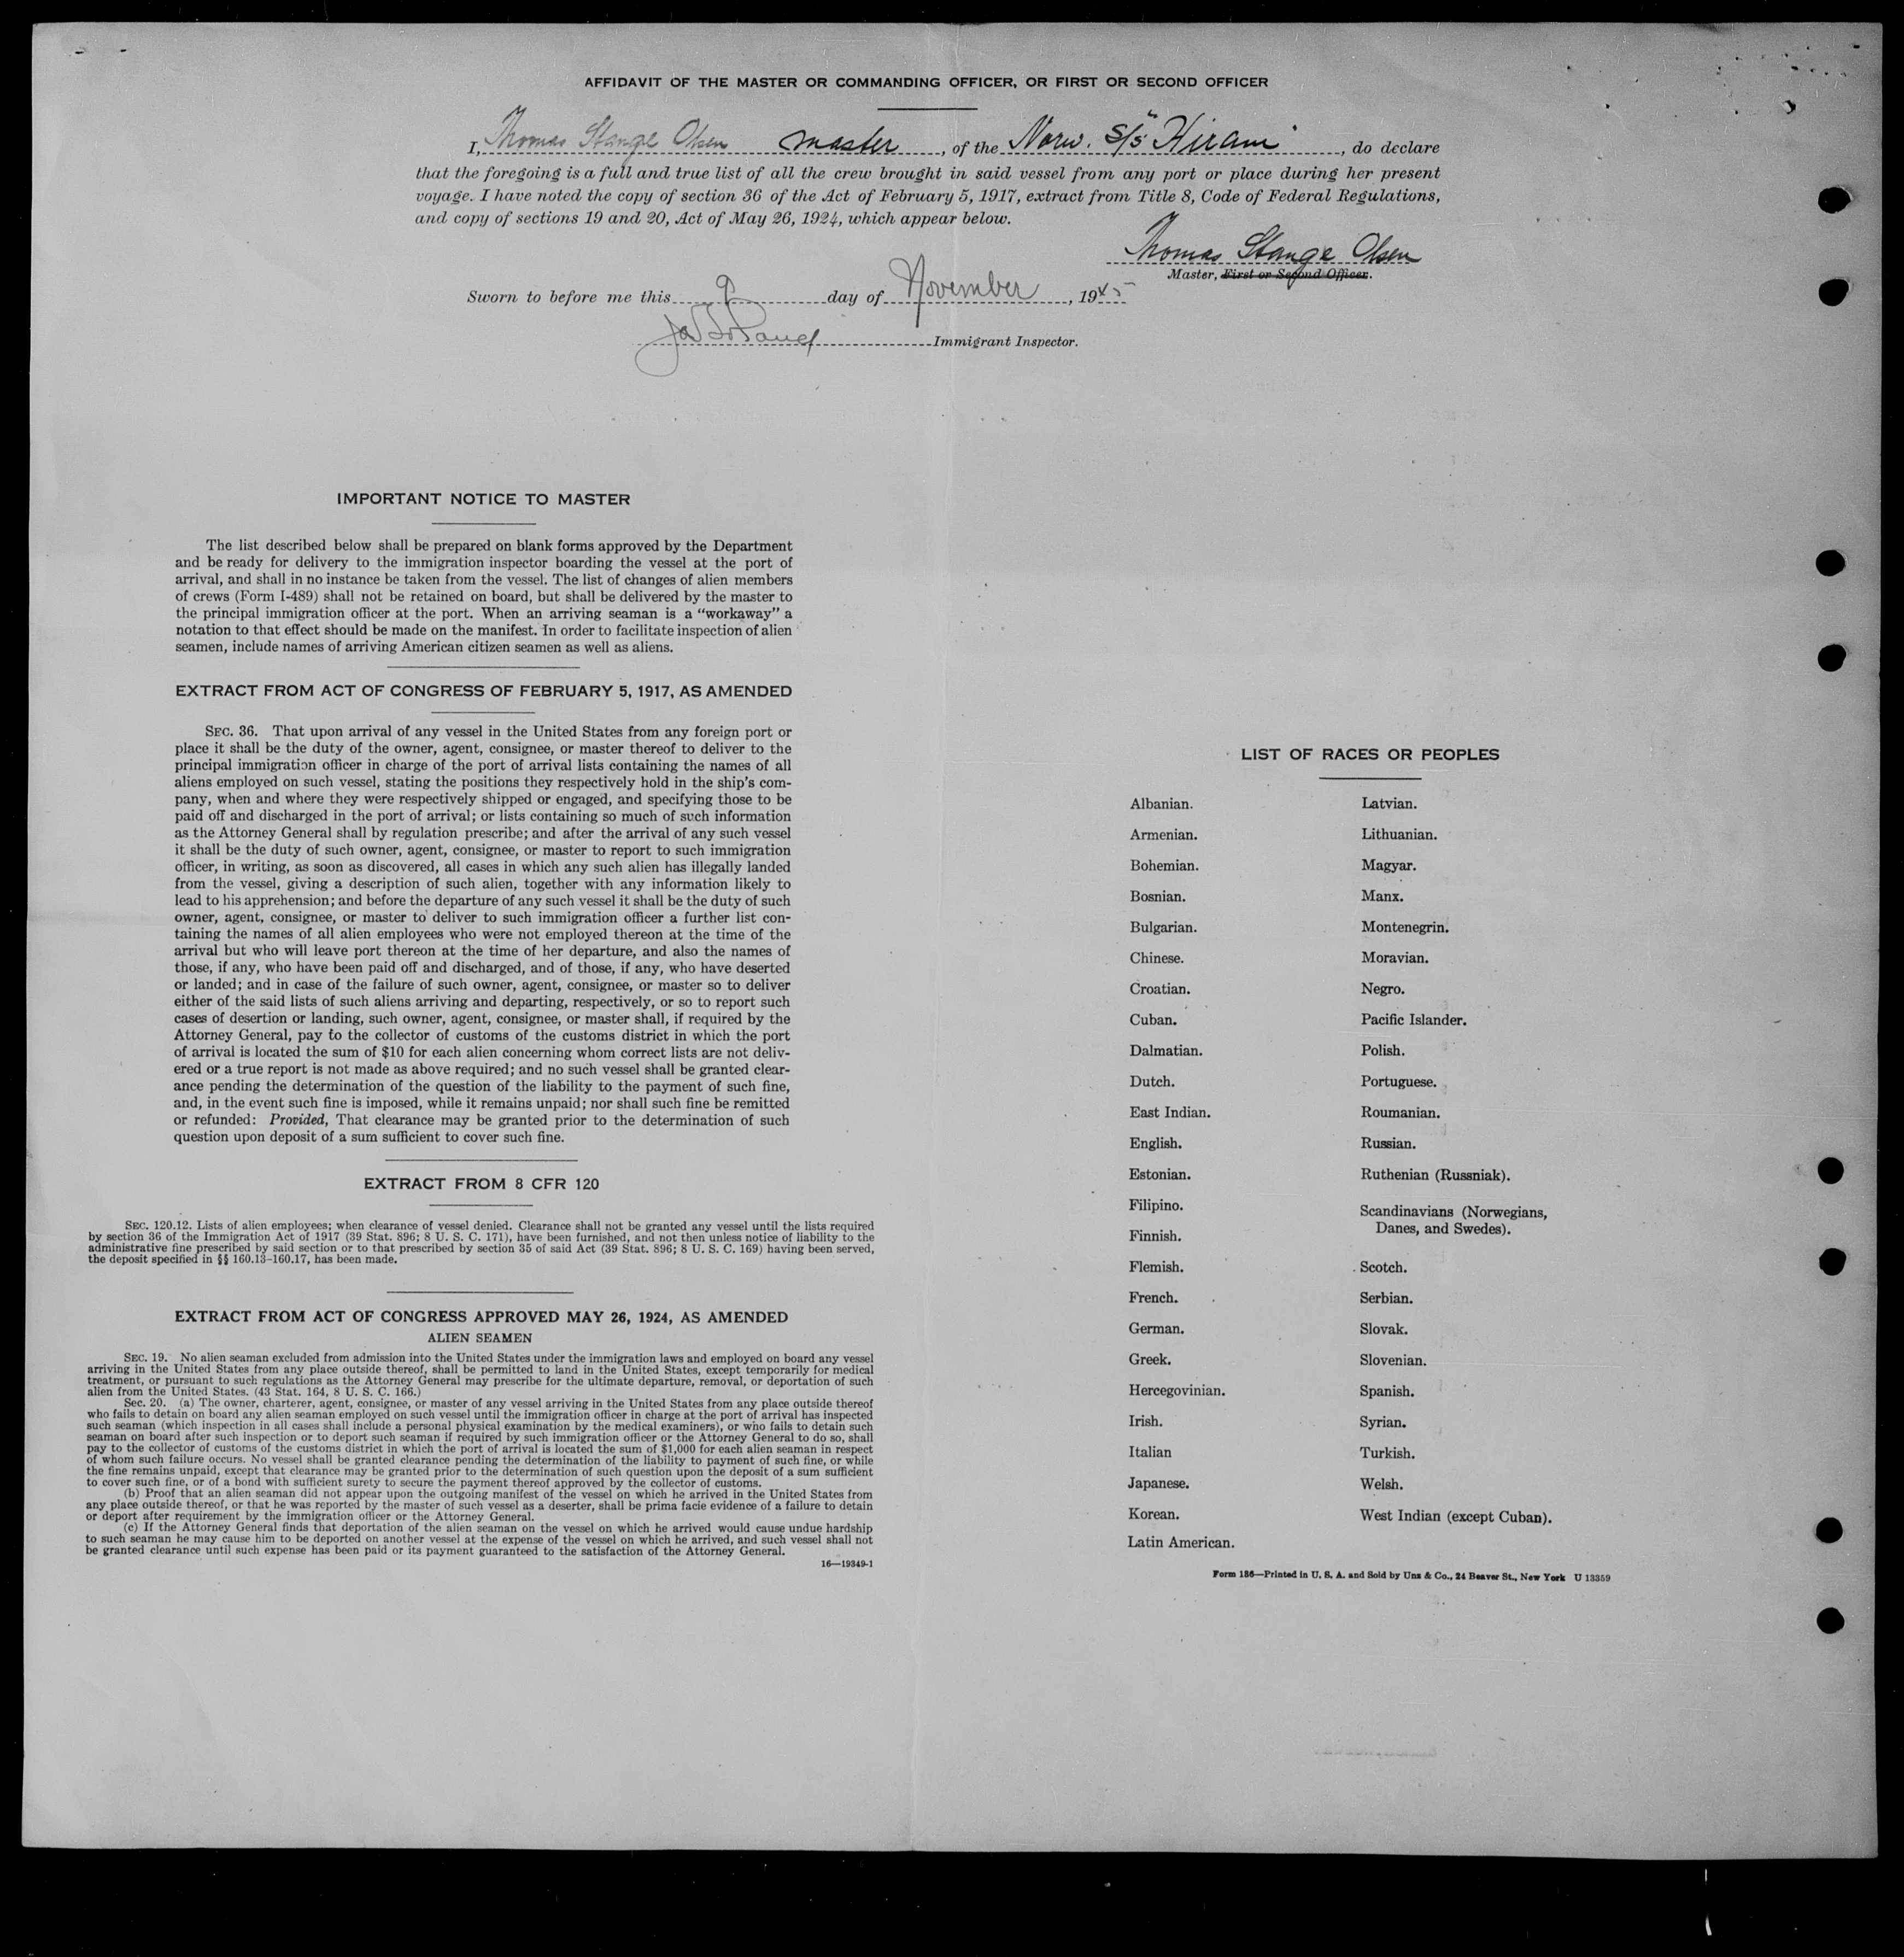 AFFIDAVIT OF THE MASTER OR COMMANDING OFFICER, OR FIRST OR SECOND OFFICER
I, Thomas Stange Olsen master, of the Norw. S/S "Hiram", do declare
that the foregoing is a full and true list of all the crew brought in said vessel from any port or place during her present
voyage. I have noted the copy of section 36 of the Act of February 5, 1917, extract from Title 8, Code of Federal Regulations,
and copy of sections 19 and 20, Act of May 26, 1924, which appear below.
Thomas Stange Olsen
Master, First or Second Officer.
Sworn to before me this 9 day of November, 1945
Immigrant Inspector.
IMPORTANT NOTICE TO MASTER
The list described below shall be prepared on blank forms approved by the Department
and be ready for delivery to the immigration inspector boarding the vessel at the port of
arrival, and shall in no instance be taken from the vessel. The list of changes of alien members
of crews (Form I-489) shall not be retained on board, but shall be delivered by the master to
the principal immigration officer at the port. When an arriving seaman is a "workaway" a
notation to that effect should be made on the manifest. In order to facilitate inspection of alien
seamen, include names of arriving American citizen seamen as well as aliens.
EXTRACT FROM ACT OF CONGRESS OF FEBRUARY 5, 1917, AS AMENDED
SEC. 36. That upon arrival of any vessel in the United States from any foreign port or
place it shall be the duty of the owner, agent, consignee, or master thereof to deliver to the
principal immigration officer in charge of the port of arrival lists containing the names of all
aliens employed on such vessel, stating the positions they respectively hold in the ship's com-
pany, when and where they were respectively shipped or engaged, and specifying those to be
paid off and discharged in the port of arrival; or lists containing so much of such information
as the Attorney General shall by regulation prescribe; and after the arrival of any such vessel
it shall be the duty of such owner, agent, consignee, or master to report to such immigration
officer, in writing, as soon as discovered, all cases in which any such alien has illegally landed
from the vessel, giving a description of such alien, together with any information likely to
lead to his apprehension; and before the departure of any such vessel it shall be the duty of such
owner, agent, consignee, or master to deliver to such immigration officer a further list con-
taining the names of all alien employees who were not employed thereon at the time of the
arrival but who will leave port thereon at the time of her departure, and also the names of
those, if any, who have been paid off and discharged, and of those, if any, who have deserted
or landed; and in case of the failure of such owner, agent, consignee, or master so to deliver
either of the said lists of such aliens arriving and departing, respectively, or so to report such
cases of desertion or landing, such owner, agent, consignee, or master shall, if required by the
Attorney General, pay to the collector of customs of the customs district in which the port
of arrival is located the sum of $10 for each alien concerning whom correct lists are not deliv-
ered or a true report is not made as above required; and no such vessel shall be granted clear-
ance pending the determination of the question of the liability to the payment of such fine,
and, in the event such fine is imposed, while it remains unpaid; nor shall such fine be remitted
or refunded: Provided, That clearance may be granted prior to the determination of such
question upon deposit of a sum sufficient to cover such fine.
EXTRACT FROM 8 CFR 120
SEC. 120.12. Lists of alien employees; when clearance of vessel denied. Clearance shall not be granted any vessel until the lists required
by section 36 of the Immigration Act of 1917 (39 Stat. 896; 8 U. S. C. 171), have been furnished, and not then unless notice of liability to the
administrative fine prescribed by said section or to that prescribed by section 35 of said Act (39 Stat. 896; 8 U. S. C. 169) having been served,
the deposit specified in §§ 160.13-160.17, has been made.
EXTRACT FROM ACT OF CONGRESS APPROVED MAY 26, 1924, AS AMENDED
ALIEN SEAMEN
SEC. 19. No alien seaman excluded from admission into the United States under the immigration laws and employed on board any vessel
arriving in the United States from any place outside thereof, shall be permitted to land in the United States, except temporarily for medical
treatment, or pursuant to such regulations as the Attorney General may prescribe for the ultimate departure, removal, or deportation of such
alien from the United States. (43 Stat. 164, 8 U. S. C. 166.)
Sec. 20. (a) The owner, charterer, agent, consignee, or master of any vessel arriving in the United States from any place outside thereof
who fails to detain on board any alien seaman employed on such vessel until the immigration officer in charge at the port of arrival has inspected
such seaman (which inspection in all cases shall include a personal physical examination by the medical examiners), or who fails to detain such
seaman on board after such inspection or to deport such seaman if required by such immigration officer or the Attorney General to do so, shall
pay to the collector of customs of the customs district in which the port of arrival is located the sum of $1,000 for each alien seaman in respect
of whom such failure occurs. No vessel shall be granted clearance pending the determination of the liability to payment of such fine, or while
the fine remains unpaid, except that clearance may be granted prior to the determination of such question upon the deposit of a sum sufficient
to cover such fine, or of a bond with sufficient surety to secure the payment thereof approved by the collector of customs.
(b) Proof that an alien seaman did not appear upon the outgoing manifest of the vessel on which he arrived in the United States from
any place outside thereof, or that he was reported by the master of such vessel as a deserter, shall be prima facie evidence of a failure to detain
or deport after requirement by the immigration officer or the Attorney General.
(c) If the Attorney General finds that deportation of the alien seaman on the vessel on which he arrived would cause undue hardship
to such seaman he may cause him to be deported on another vessel at the expense of the vessel on which he arrived, and such vessel shall not
be granted clearance until such expense has been paid or its payment guaranteed to the satisfaction of the Attorney General.
16—19349-1
LIST OF RACES OR PEOPLES
Albanian.
Armenian.
Bohemian.
Bosnian.
Bulgarian.
Chinese.
Croatian.
Cuban.
Dalmatian.
Dutch.
East Indian.
English.
Estonian.
Filipino.
Finnish.
Flemish.
French.
German.
Greek.
Hercegovinian.
Irish.
Italian
Japanese.
Korean.
Latin American.
Latvian.
Lithuanian.
Magyar.
Manx.
Montenegrin.
Moravian.
Negro.
Pacific Islander.
Polish.
Portuguese.
Roumanian.
Russian.
Ruthenian (Russniak).
Scandinavians (Norwegians,
Danes, and Swedes).
Scotch.
Serbian.
Slovak.
Slovenian.
Spanish.
Syrian.
Turkish.
Welsh.
West Indian (except Cuban).
Form 186—Printed in U. S. A. and Sold by Unz & Co., 24 Beaver St., New York U 13359